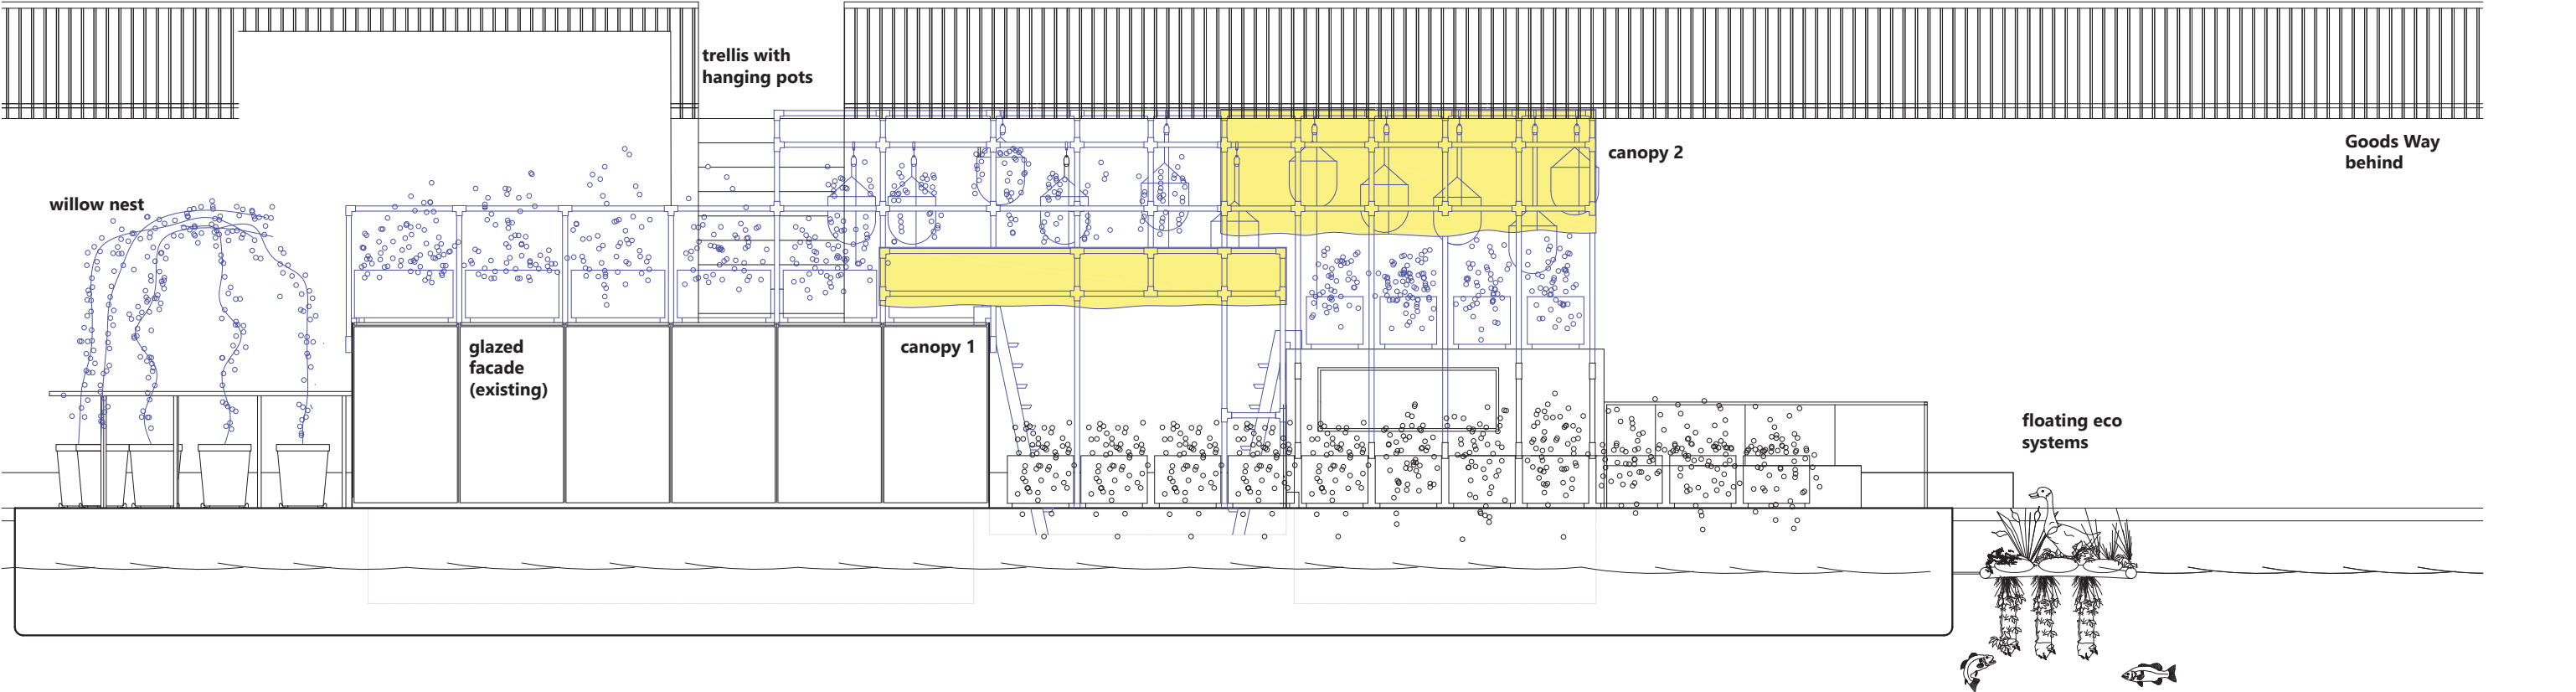 trellis with
hanging pots
Goods Way
behind
canopy 2
willow nest
glazed
facade
(existing)
canopy 1
floating eco
systems